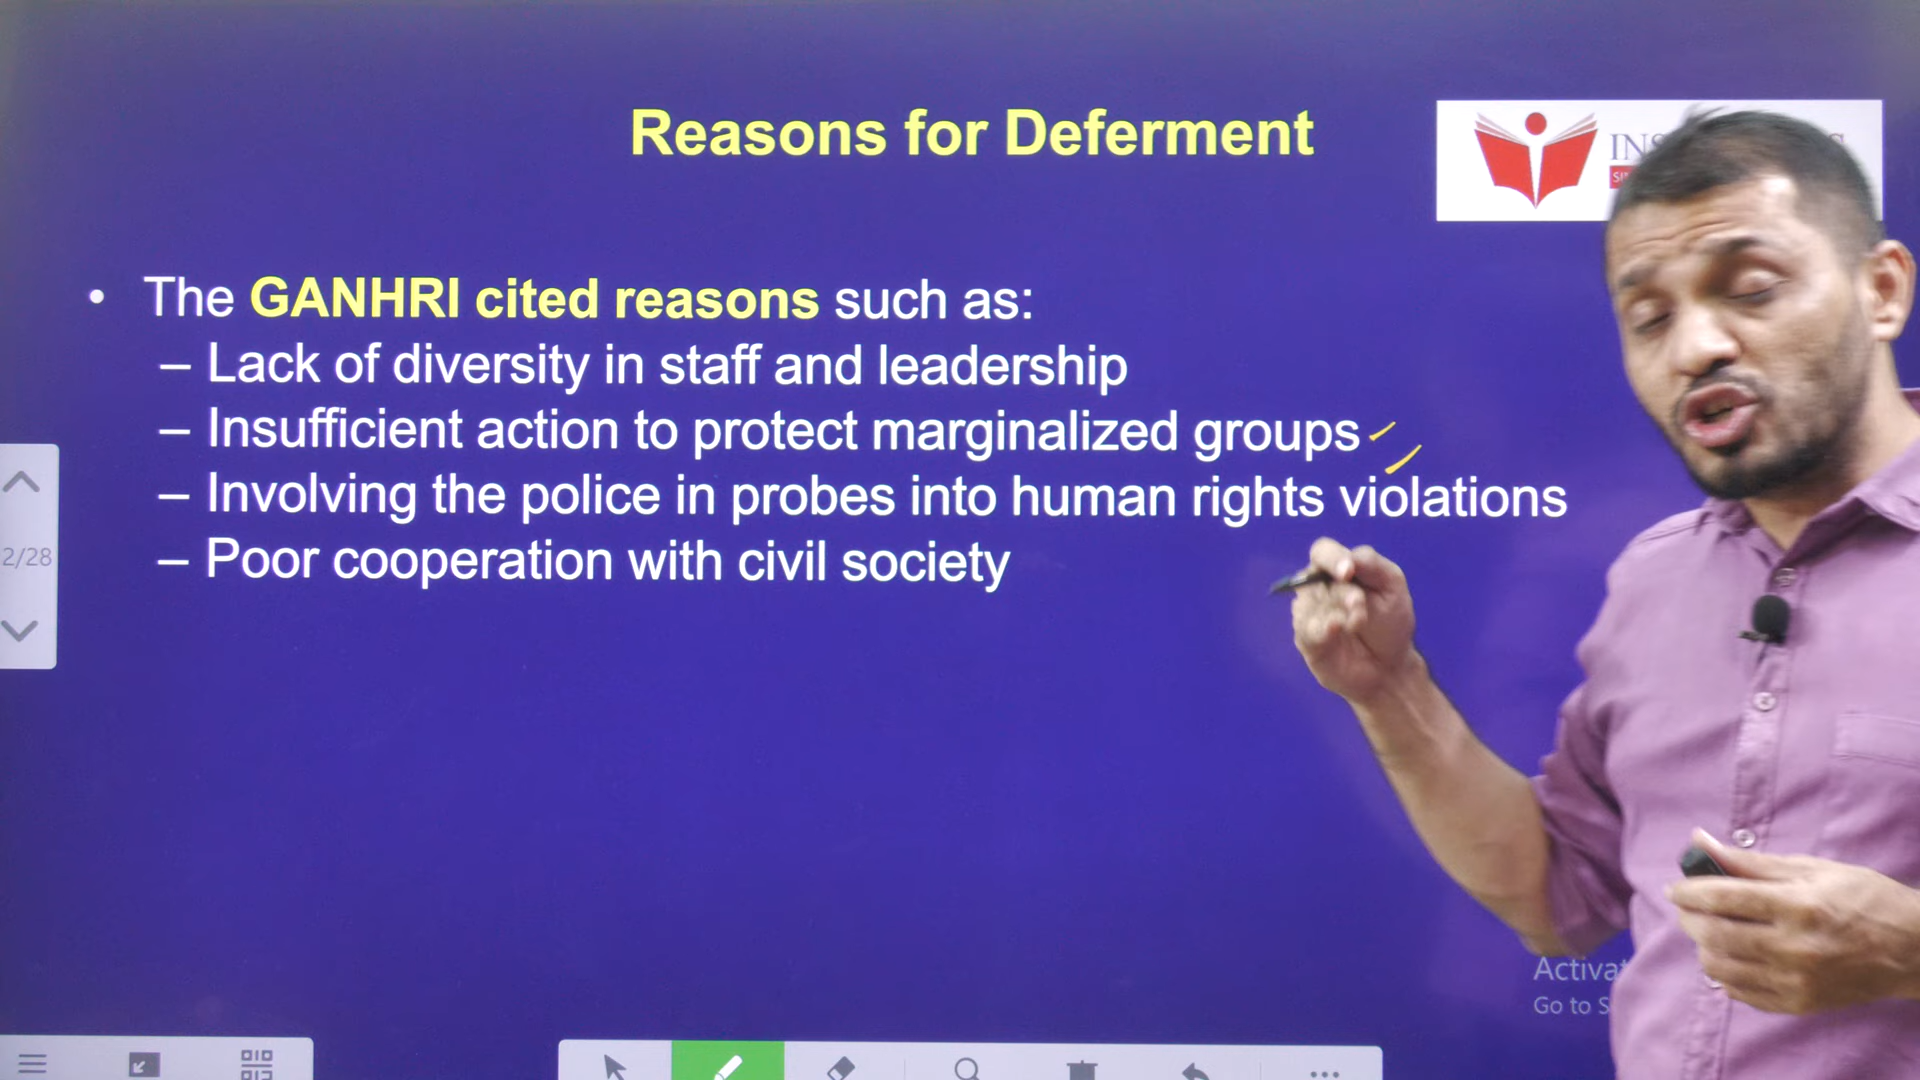 Reasons for Deferment
• The GANHRI cited reasons such as:
– Lack of diversity in staff and leadership
– Insufficient action to protect marginalized groups
– Involving the police in probes into human rights violations
– Poor cooperation with civil society
2/28
Go to